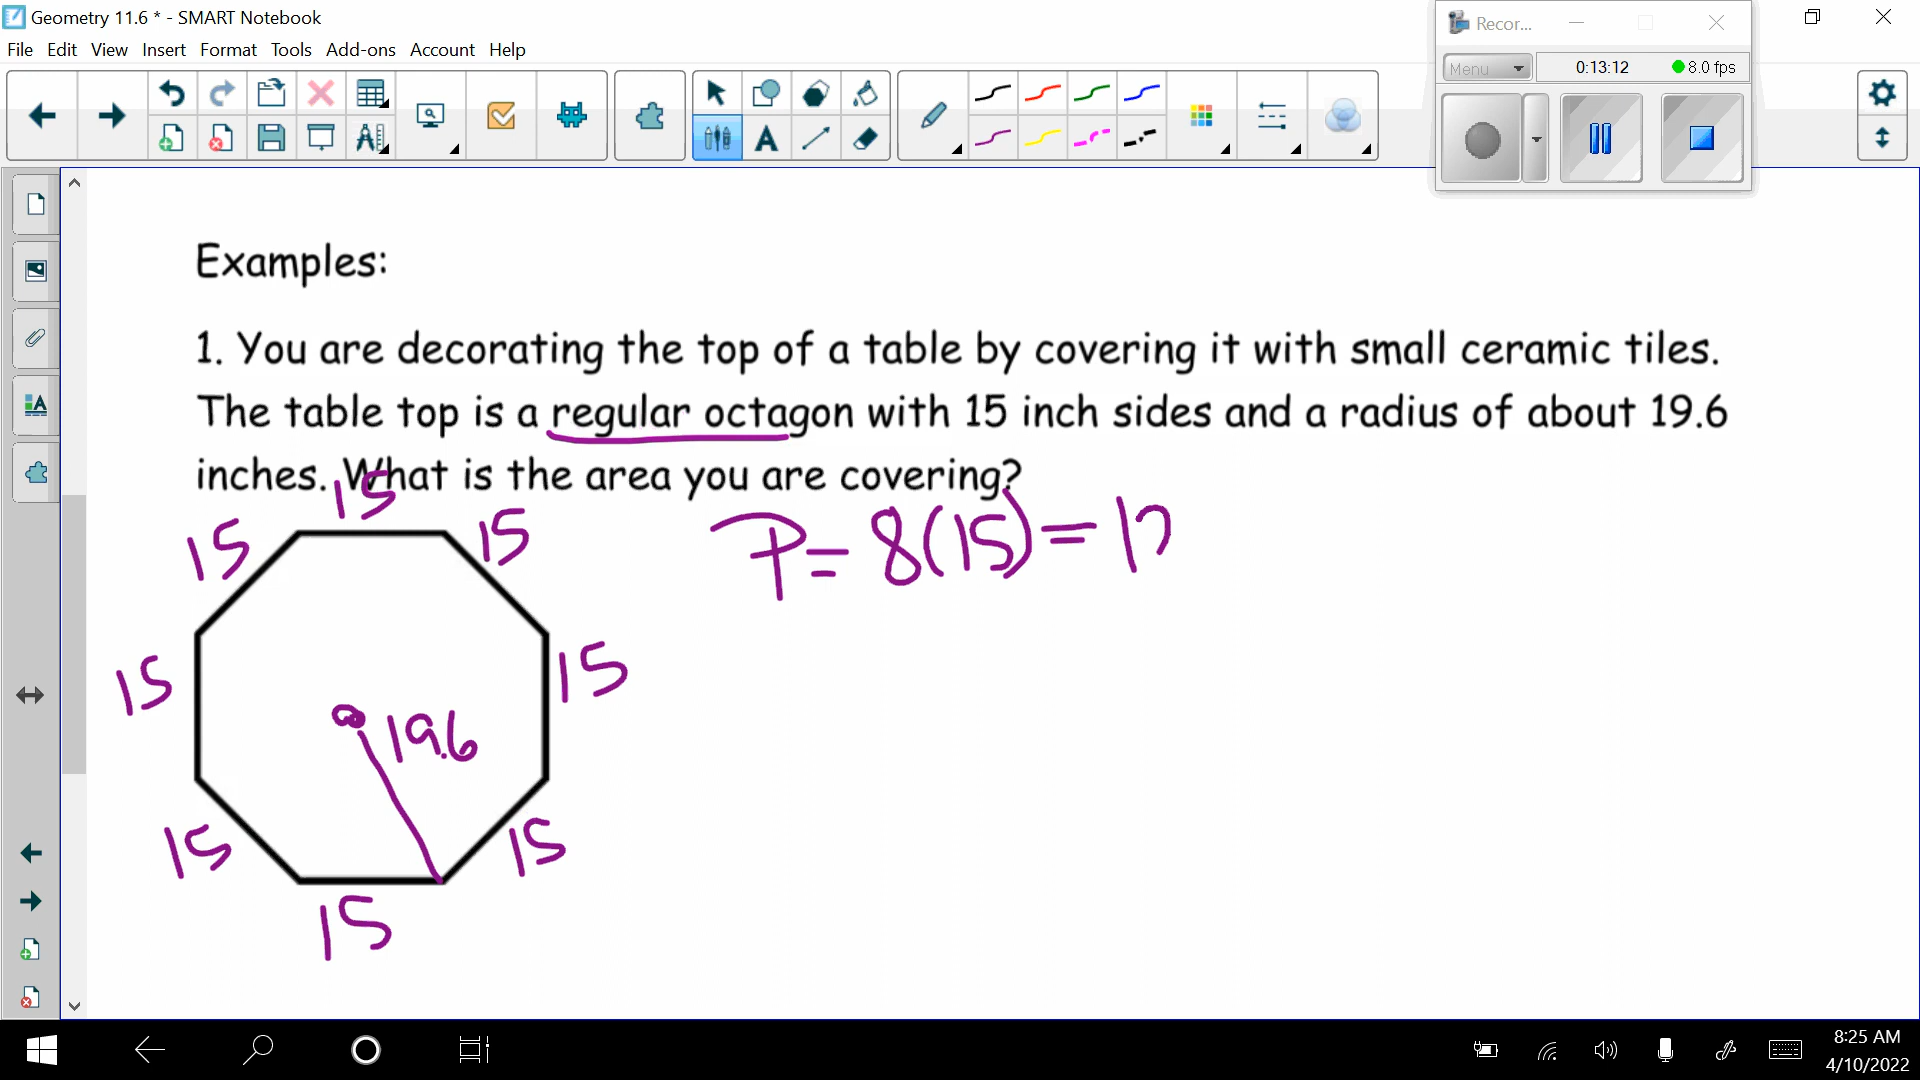 Geometry 11.6 * - SMART Notebook
Recor...
File Edit View Insert Format Tools Add-ons Account Help
Menu
0:13:12
8.0 fps
Examples:
1. You are decorating the top of a table by covering it with small ceramic tiles.
The table top is a regular octagon with 15 inch sides and a radius of about 19.6
inches. What is the area you are covering?
15
15
15
P = 8(15) = 12
15
15
19.6
15
15
15
8:25 AM
4/10/2022